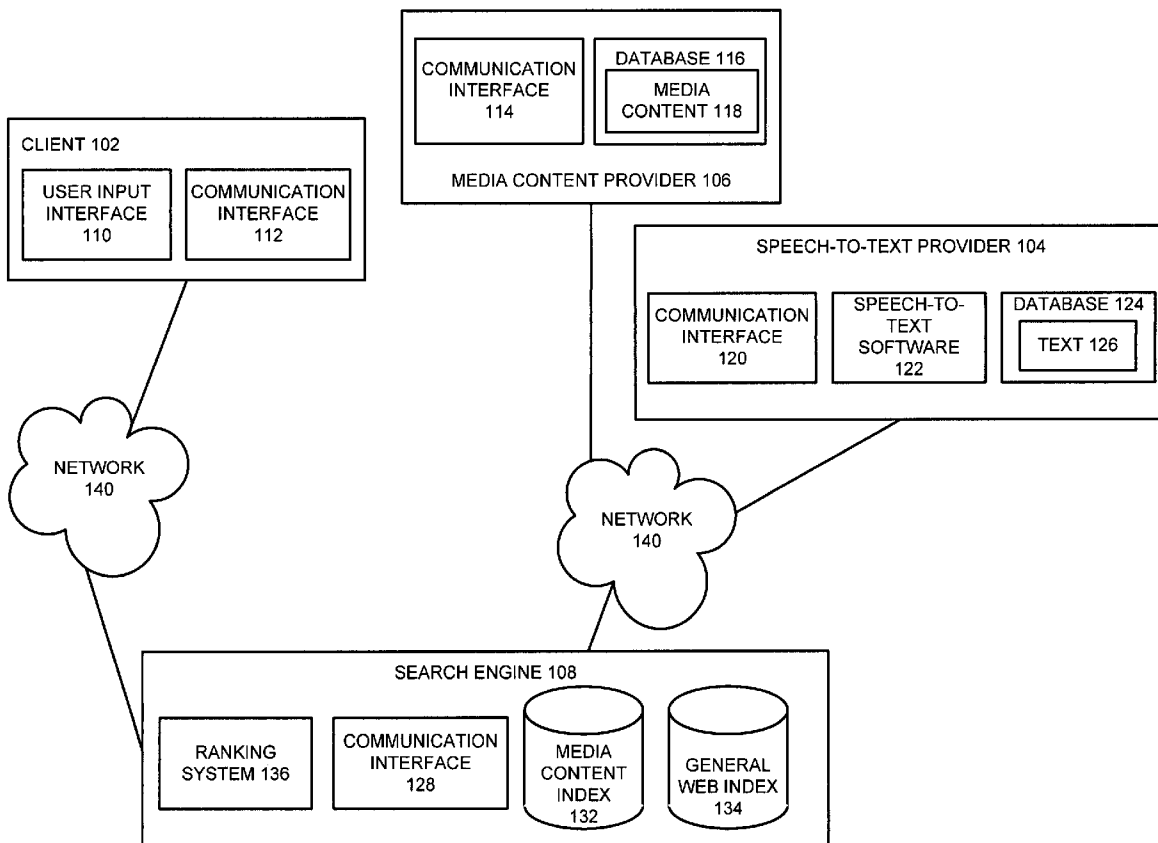 COMMUNICATION
INTERFACE
114
DATABASE 116
MEDIA
CONTENT 118
MEDIA CONTENT PROVIDER 106
CLIENT 102
USER INPUT
INTERFACE
110
COMMUNICATION
INTERFACE
112
SPEECH-TO-TEXT PROVIDER 104
COMMUNICATION
INTERFACE
120
SPEECH-TO-
TEXT
SOFTWARE
122
DATABASE 124
TEXT 126
NETWORK
140
NETWORK
140
SEARCH ENGINE 108
RANKING
SYSTEM 136
COMMUNICATION
INTERFACE
128
MEDIA
CONTENT
INDEX
132
GENERAL
WEB INDEX
134